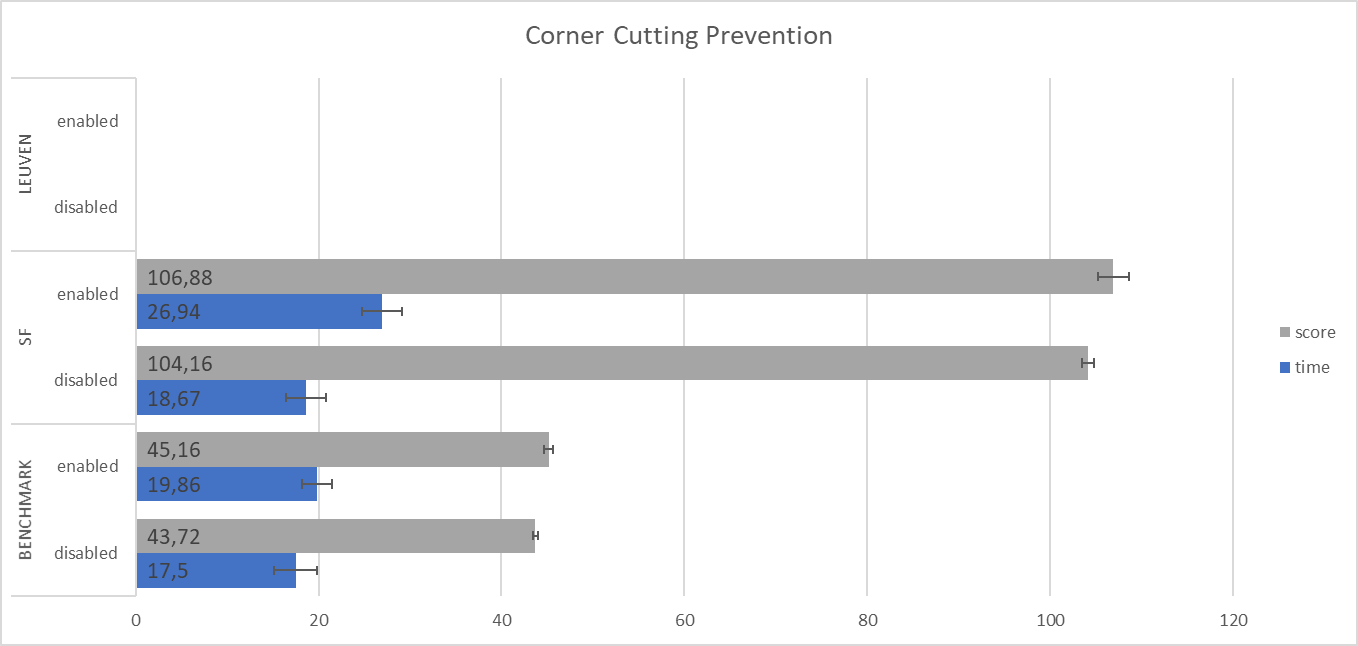 Corner Cutting Prevention
LEUVEN
enabled
disabled
SF
enabled
106,88
26,94
disabled
104,16
18,67
BENCHMARK
enabled
45,16
19,86
disabled
43,72
17,5
0 20 40 60 80 100 120
score
time